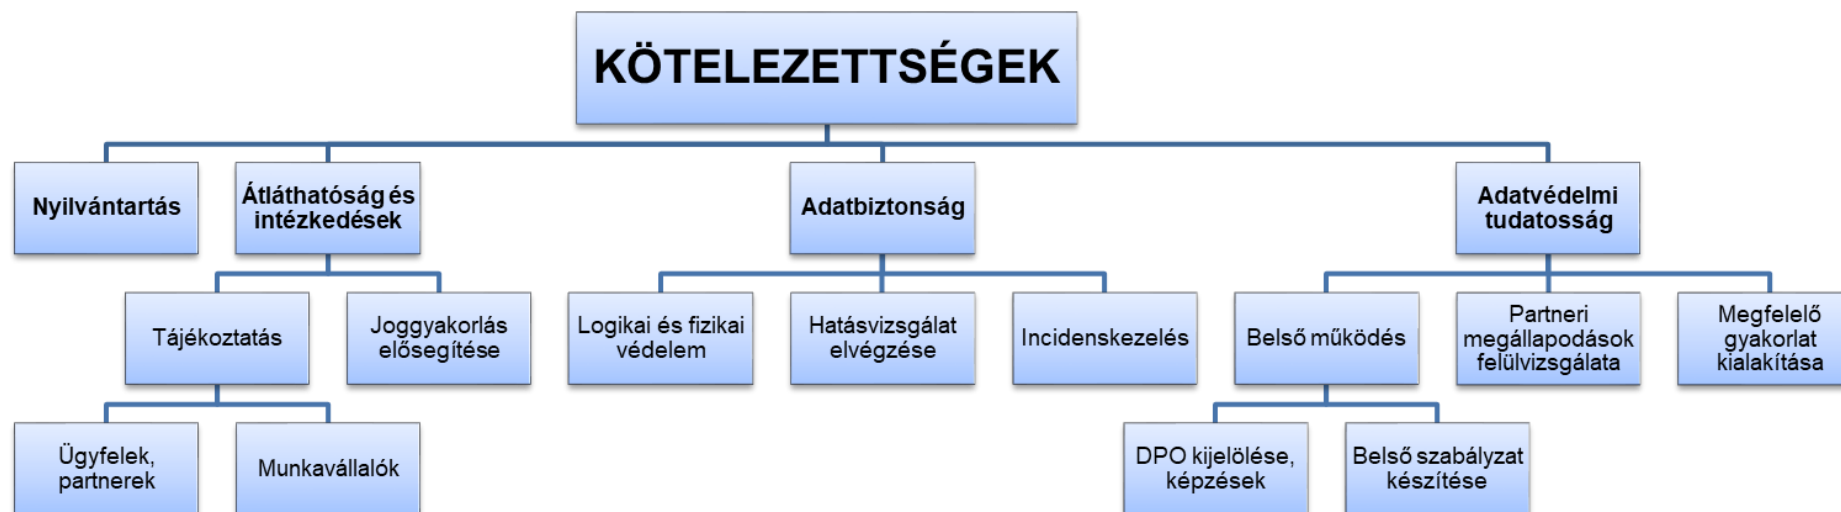 KÖTELEZETTSÉGEK
Nyilvántartás
Átláthatóság és
intézkedések
Adatbiztonság
Adatvédelmi
tudatosság
Tájékoztatás
Joggyakorlás
elősegítése
Logikai és fizikai
védelem
Hatásvizsgálat
elvégzése
Incidenskezelés
Belső működés
Partneri
megállapodások
felülvizsgálata
Megfelelő
gyakorlat
kialakítása
Ügyfelek,
partnerek
Munkavállalók
DPO kijelölése,
képzések
Belső szabályzat
készítése